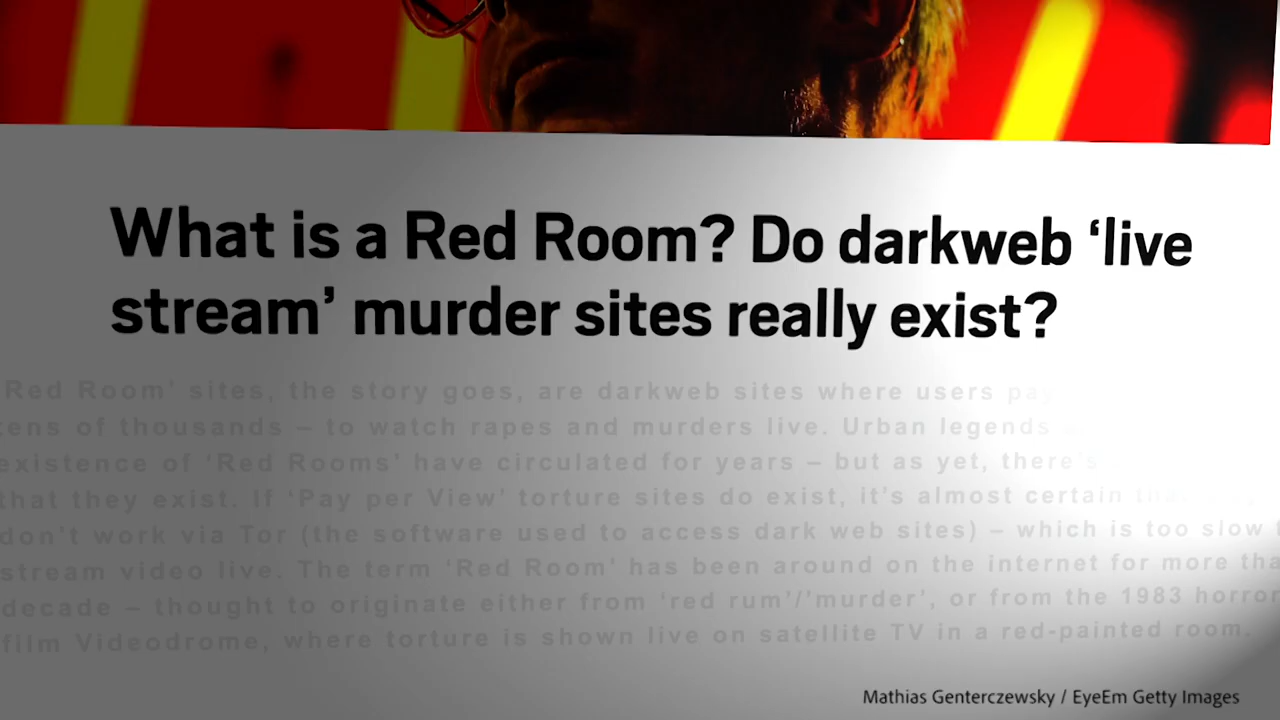 What is a Red Room? Do darkweb ‘live
stream’ murder sites really exist?
Red Room’ sites, the story goes, are darkweb sites where users pay
tens of thousands – to watch rapes and murders live. Urban legends
existence of ‘Red Rooms’ have circulated for years – but as yet, there’s
that they exist. If ‘Pay per View’ torture sites do exist, it’s almost certain
don’t work via Tor (the software used to access dark web sites) – which is too slow
stream video live. The term ‘Red Room’ has been around on the internet for more
decade – thought to originate either from ‘red rum’/’murder’, or from the 1983 horror
film Videodrome, where torture is shown live on satellite TV in a red-painted room.
Mathias Genterczewsky / EyeEm Getty Images